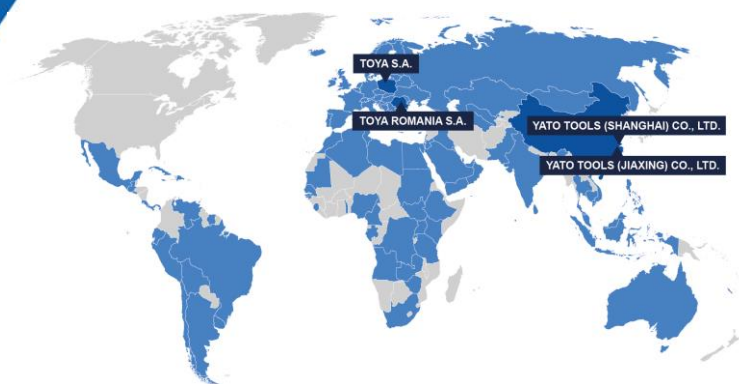 TOYA S.A.
TOYA ROMANIA S.A.
YATO TOOLS (SHANGHAI) CO., LTD.
YATO TOOLS (JIAXING) CO., LTD.